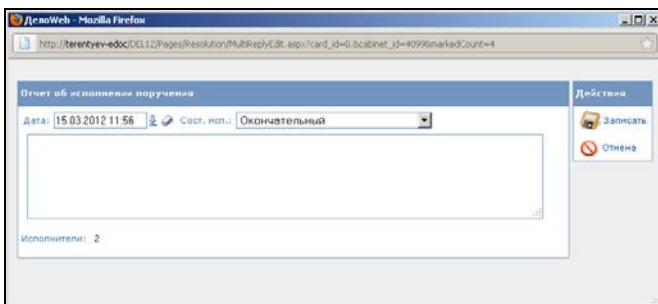 ДелоWeb - Mozilla Firefox
http://terentyev-edoc/DEL12/Pages/Resolution/MultiReplyEdit.aspx?card_id=0.&cabinet_id=4099&markedCount=4
Отчет об исполнении поручения
Действия
Дата: 15.03.2012 11:56 Сост. исп.: Окончательный
Записать
Отмена
Исполнители: 2